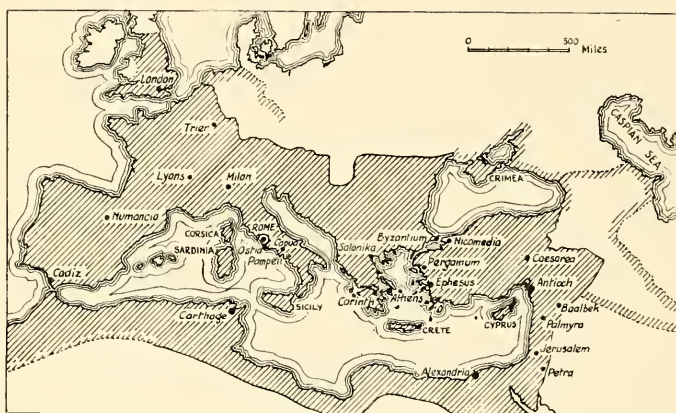 0 500
Miles
London
CASPIAN SEA
Trier
CRIMEA
Lyons
Milan
Numancia
CORSICA
ROME
Byzantium
Nicomedia
SARDINIA
Ostia
Capua
Salonika
Pompeii
Pergamum
Caesarea
Cadiz
Ephesus
Antioch
Corinth
Athens
SICILY
Carthage
CRETE
CYPRUS
Baalbek
Palmyra
Jerusalem
Alexandria
Petra